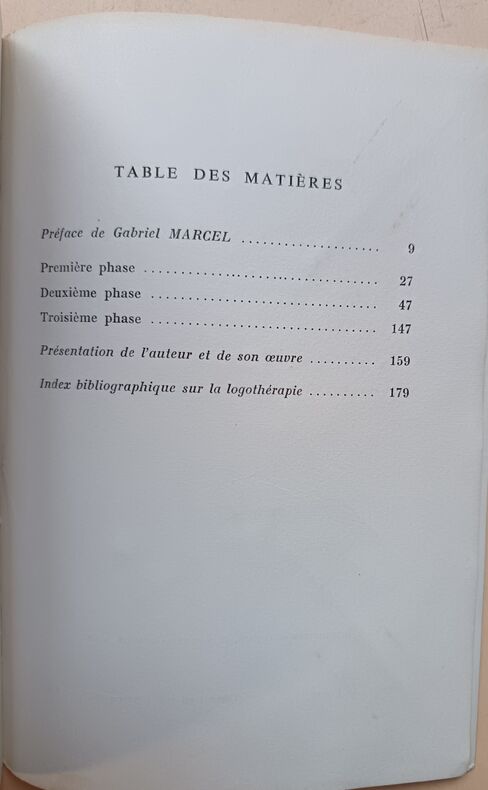 TABLE DES MATIÈRES
Préface de Gabriel MARCEL .................... 9
Première phase .................................. 27
Deuxième phase ................................. 47
Troisième phase ................................. 147
Présentation de l'auteur et de son œuvre .......... 159
Index bibliographique sur la logothérapie .......... 179